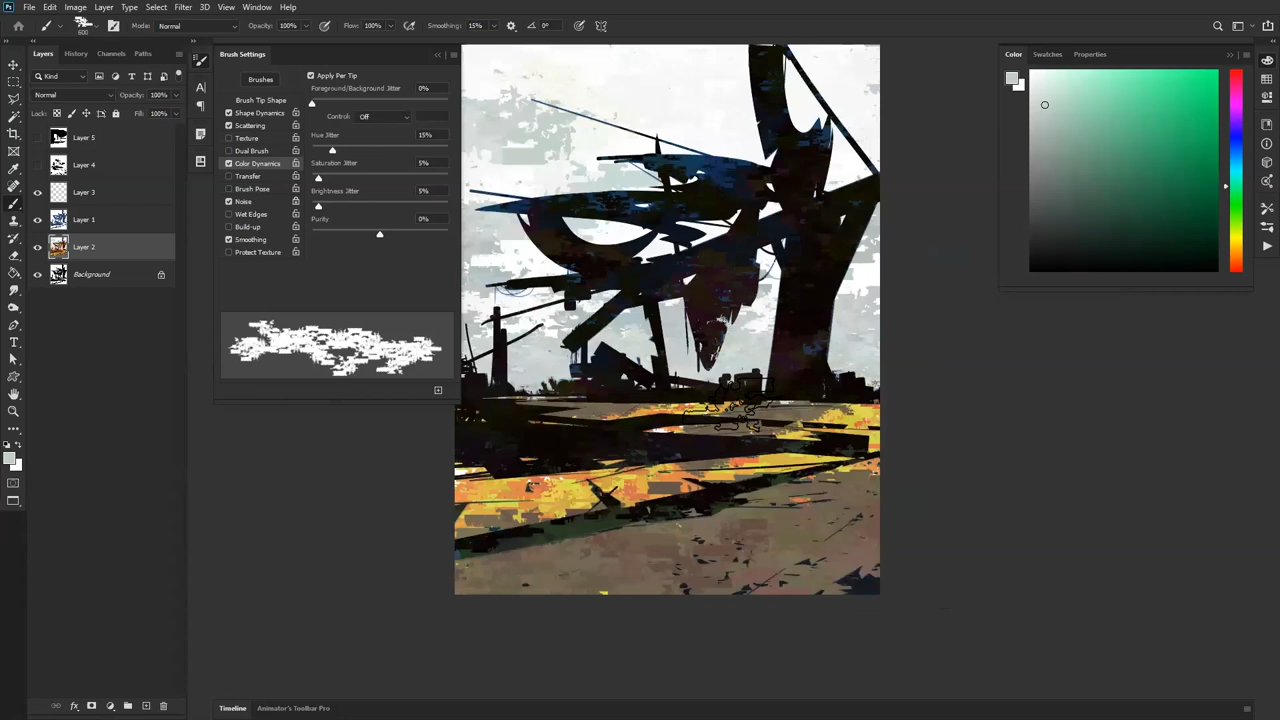 Ps File Edit Image Layer Type Select Filter 3D View Window Help
600 Mode: Normal Opacity: 100% Flow: 100% Smoothing: 15% 0°
Layers History Channels Paths
Kind
Normal Opacity: 100%
Lock: Fill: 100%
Layer 5
Layer 4
Layer 3
Layer 1
Layer 2
Background
Brush Settings
Brushes
Brush Tip Shape
Shape Dynamics
Scattering
Texture
Dual Brush
Color Dynamics
Transfer
Brush Pose
Noise
Wet Edges
Build-up
Smoothing
Protect Texture
Apply Per Tip
Foreground/Background Jitter 0%
Control: Off
Hue Jitter 15%
Saturation Jitter 5%
Brightness Jitter 5%
Purity 0%
Color Swatches Properties
Timeline Animator's Toolbar Pro